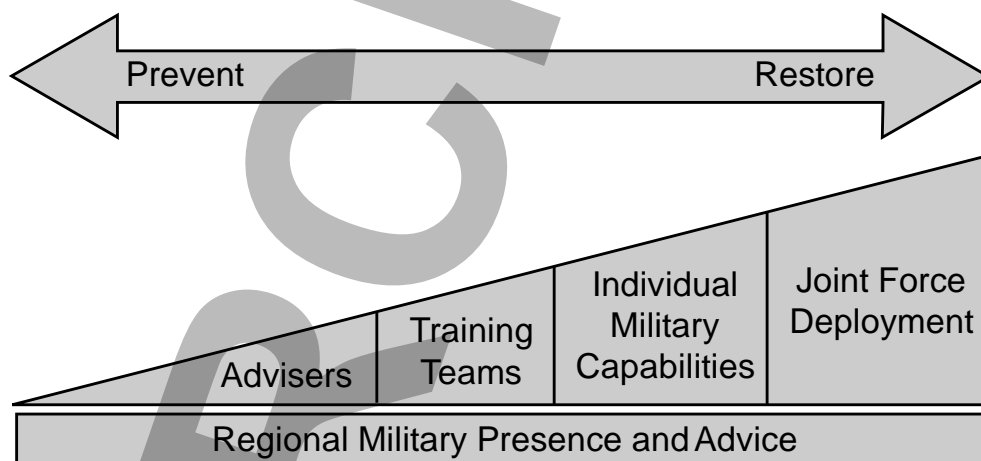 Prevent
Restore
Advisers
Training
Teams
Individual
Military
Capabilities
Joint Force
Deployment
Regional Military Presence and Advice